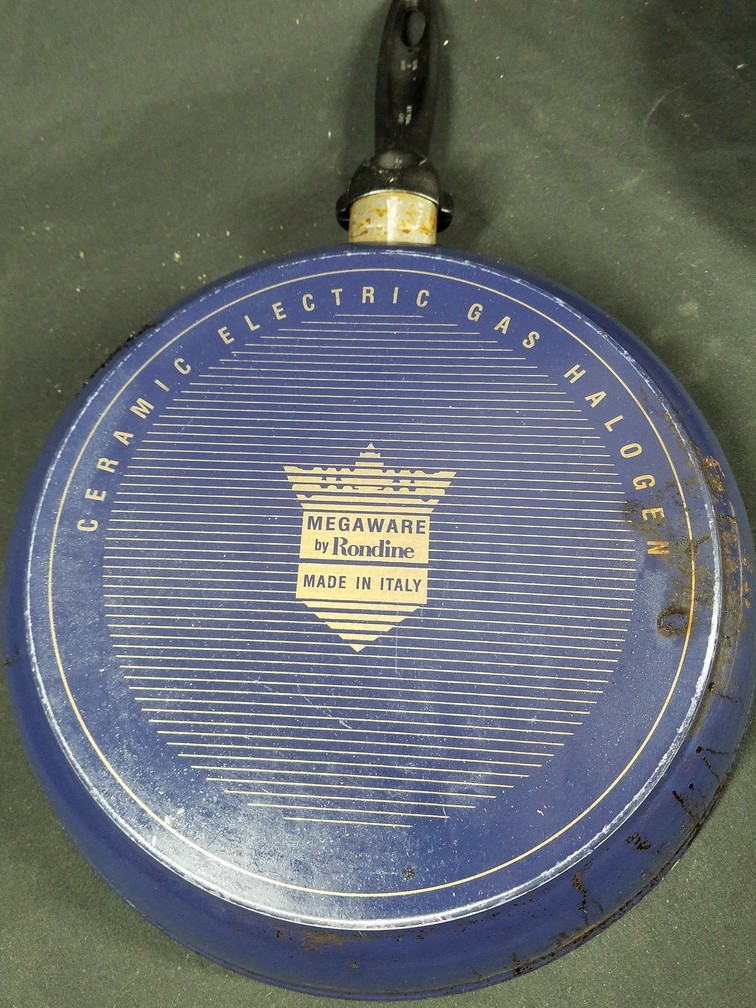 CERAMIC ELECTRIC GAS HALOGEN
MEGAWARE
by Rondine
MADE IN ITALY